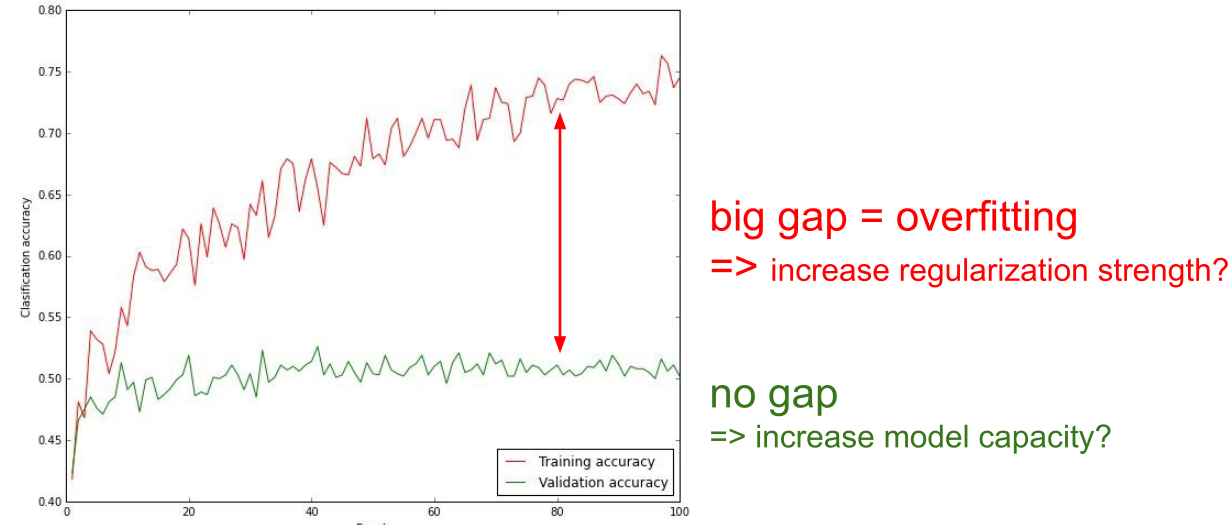 0.80
0.75
0.70
0.65
0.60
0.55
0.50
0.45
0.40
Clasification accuracy
0
20
40
60
80
100
Training accuracy
Validation accuracy
big gap = overfitting
=> increase regularization strength?
no gap
=> increase model capacity?